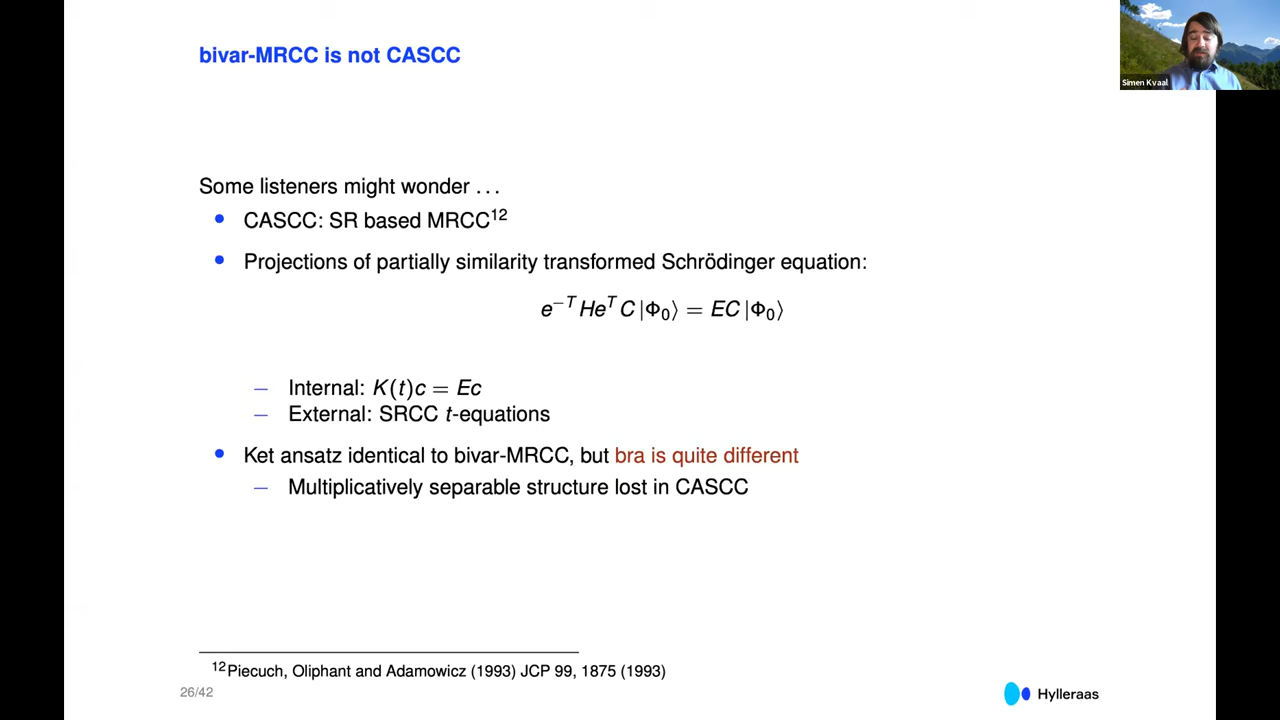 bivar-MRCC is not CASCC
Simen Kvaal
Some listeners might wonder . . .
• CASCC: SR based MRCC¹²
• Projections of partially similarity transformed Schrödinger equation:
e⁻ᵀHeᵀC|Φ₀⟩ = EC|Φ₀⟩
– Internal: K(t)c = Ec
– External: SRCC t-equations
• Ket ansatz identical to bivar-MRCC, but bra is quite different
– Multiplicatively separable structure lost in CASCC
¹²Piecuch, Oliphant and Adamowicz (1993) JCP 99, 1875 (1993)
26/42
Hylleraas